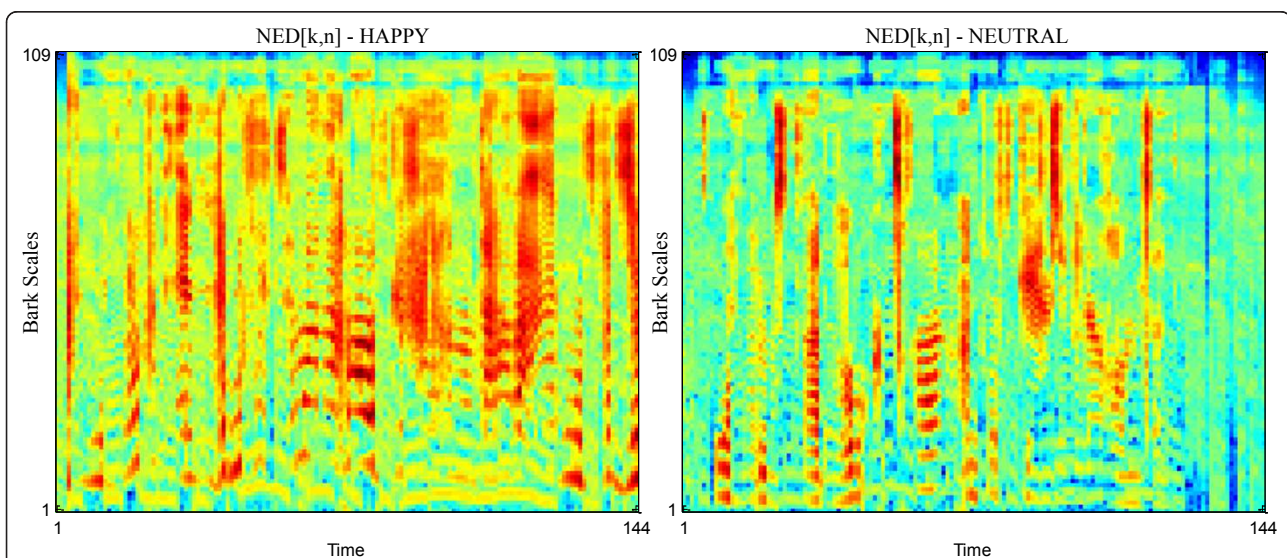 NED[k,n] - HAPPY
109
Bark Scales
1
1 144
Time
NED[k,n] - NEUTRAL
109
Bark Scales
1
1 144
Time